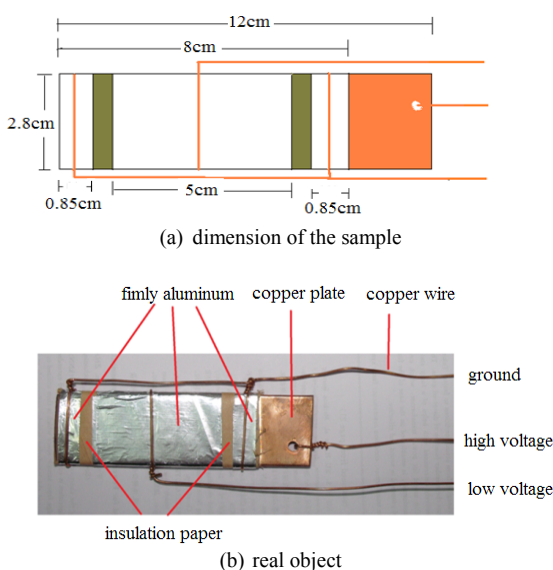 12cm
8cm
2.8cm
5cm
0.85cm
0.85cm
(a) dimension of the sample
fimly aluminum copper plate copper wire
ground
high voltage
low voltage
insulation paper
(b) real object